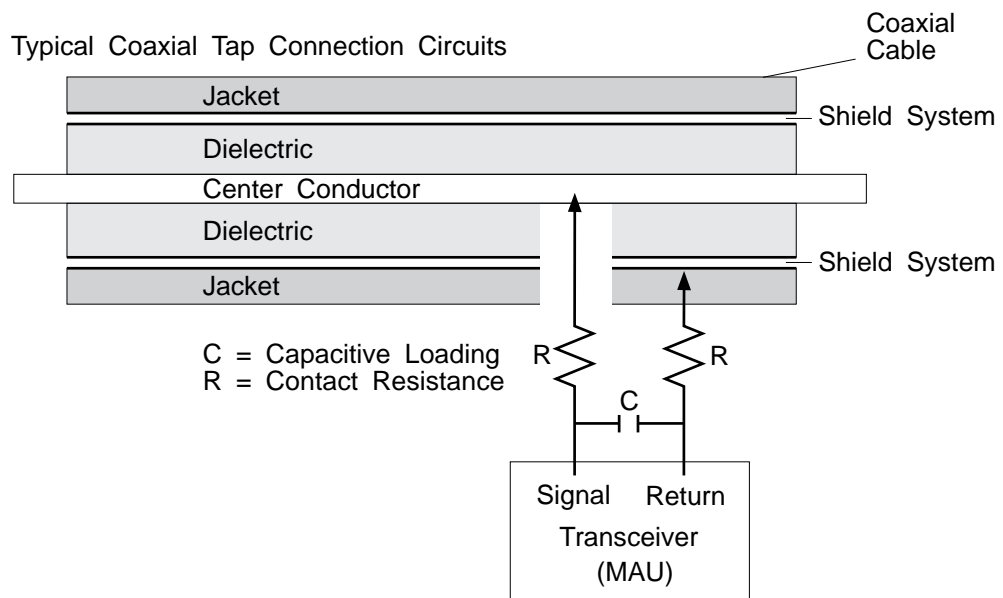 Typical Coaxial Tap Connection Circuits
Coaxial
Cable
Jacket
Shield System
Dielectric
Center Conductor
Dielectric
Shield System
Jacket
C = Capacitive Loading
R = Contact Resistance
R
R
C
Signal
Return
Transceiver
(MAU)